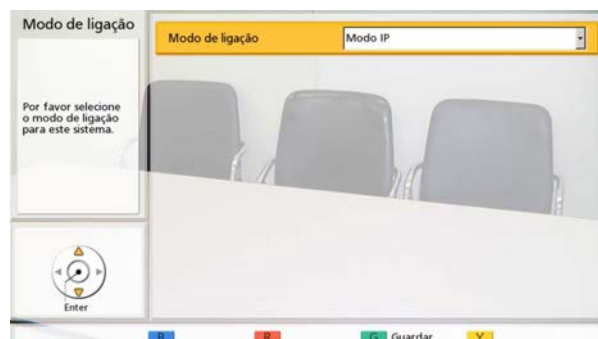 Modo de ligação
Modo de ligação
Modo IP
Por favor selecione
o modo de ligação
para este sistema.
Enter
B R G Guardar Y